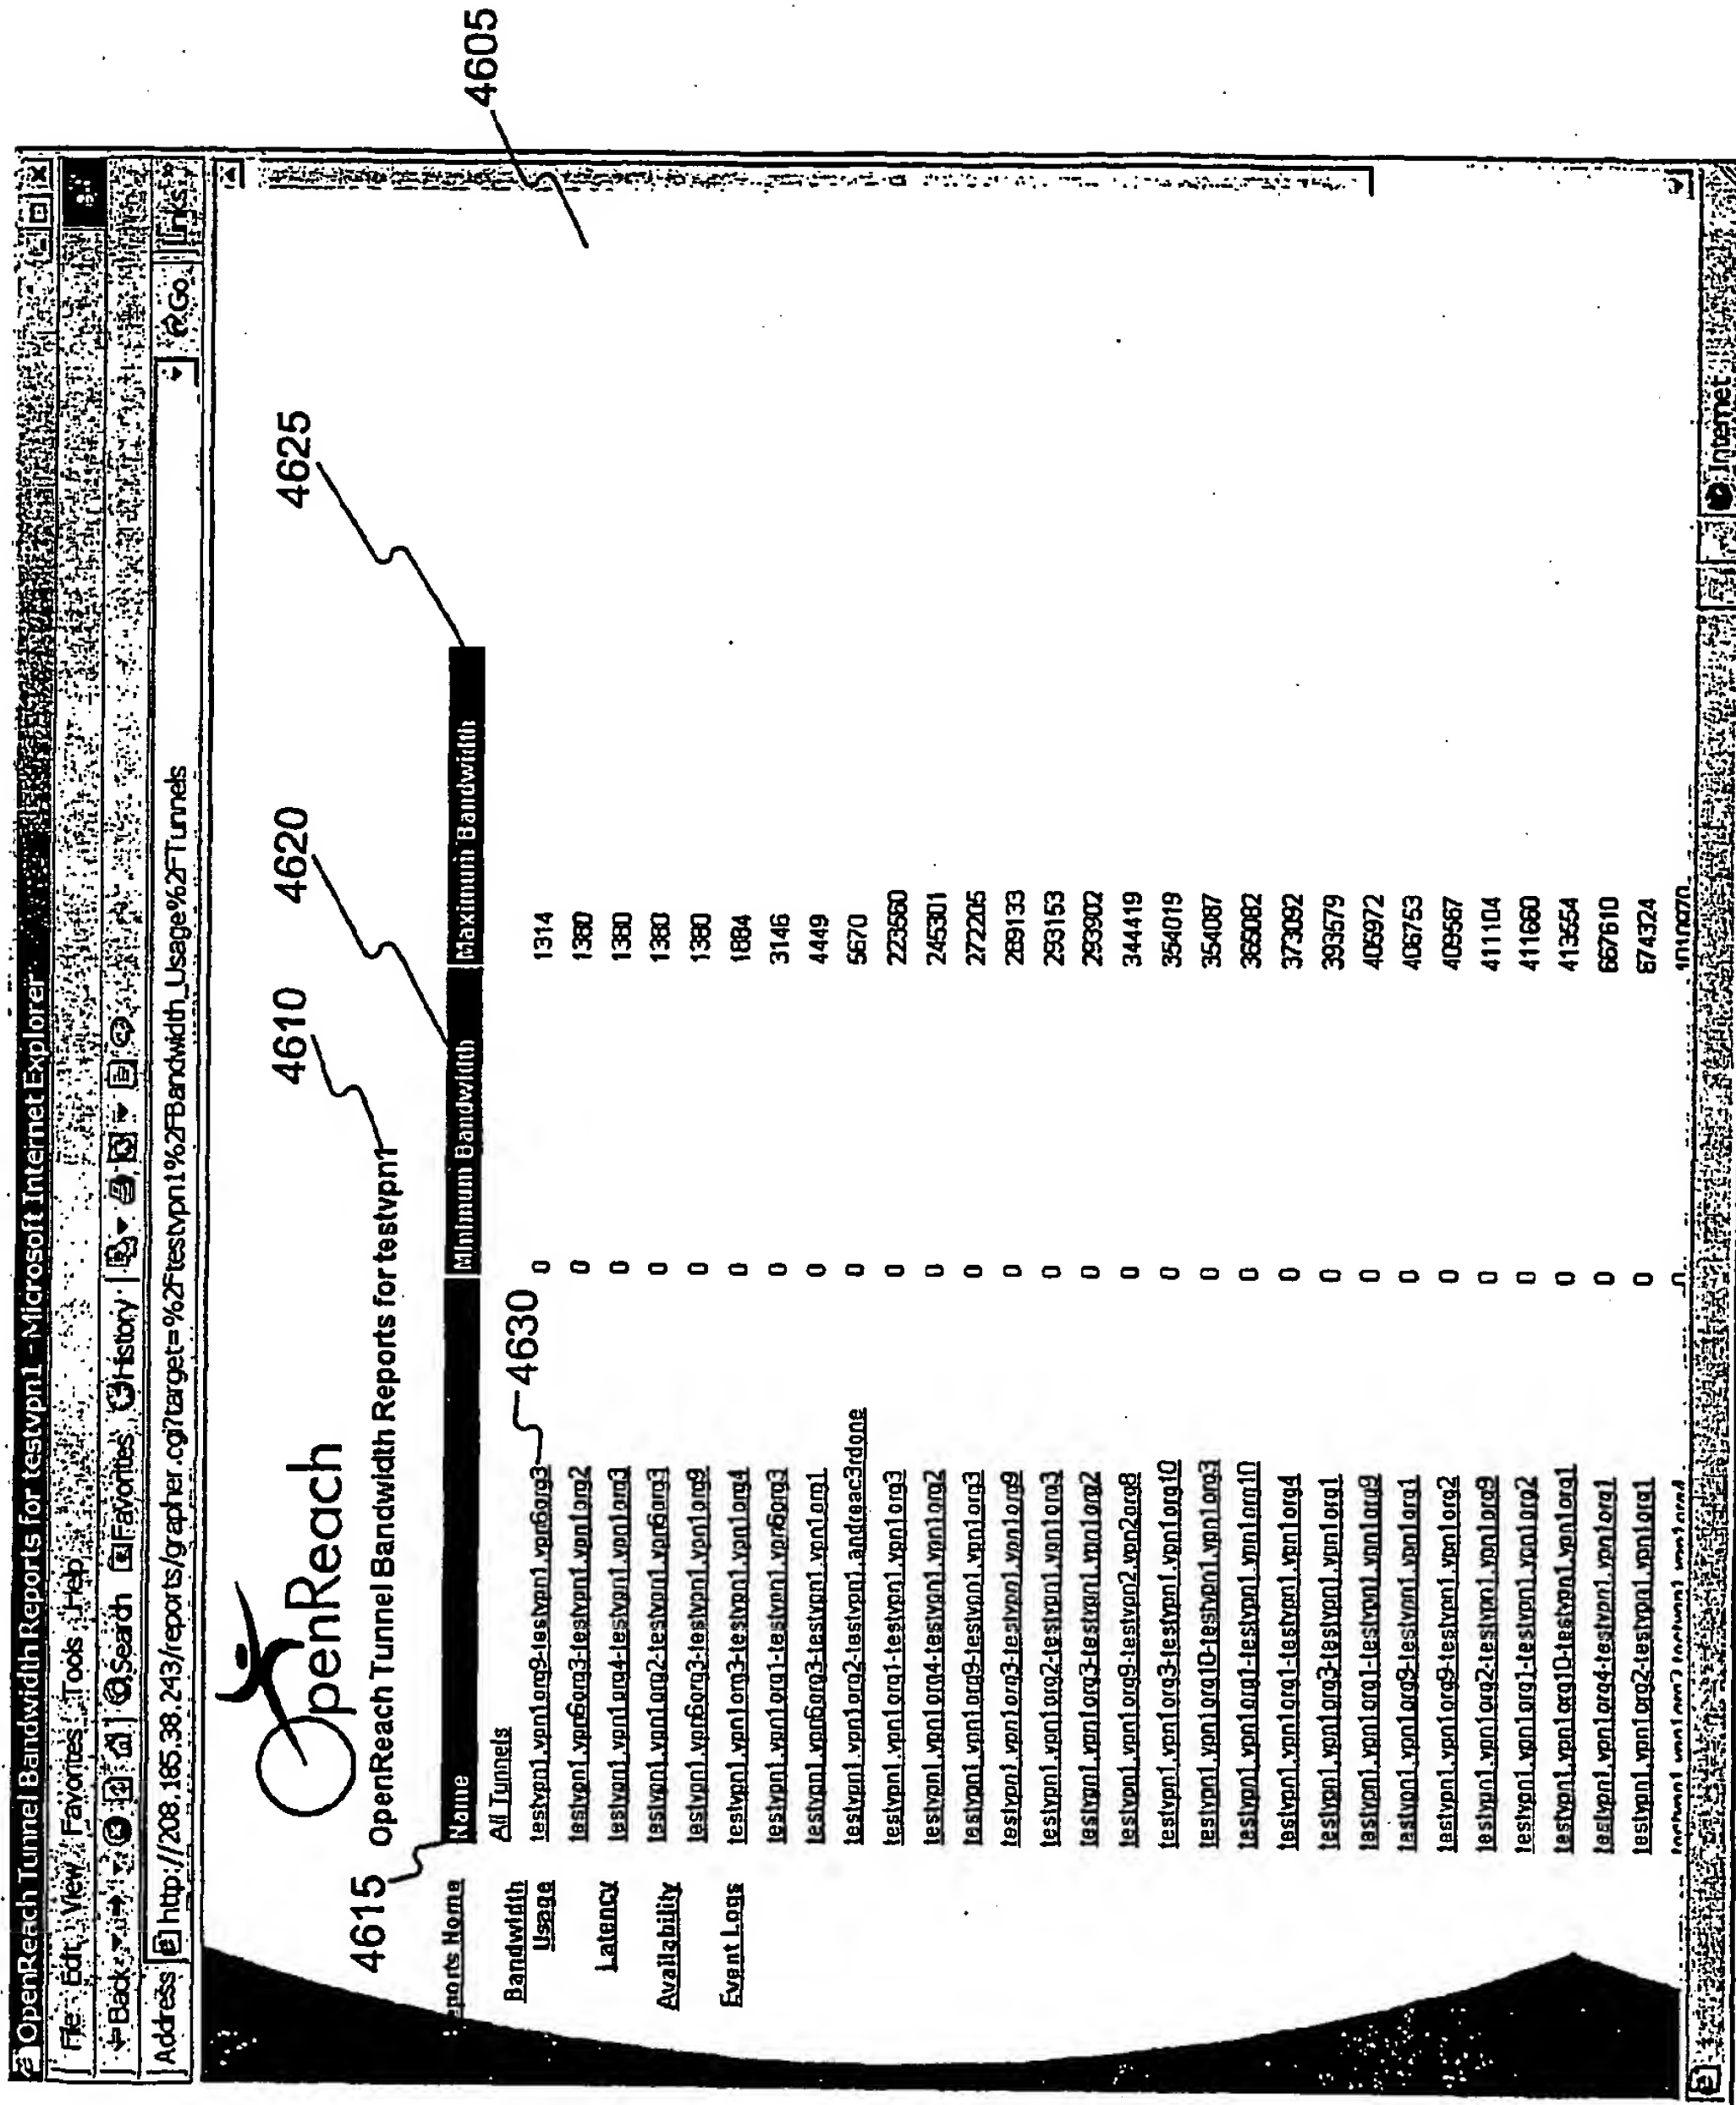 OpenReach Tunnel Bandwidth Reports for testvpn1 - Microsoft Internet Explorer
File Edit View Favorites Tools Help
Back Search Favorites History
Address http://208.185.38.243/reports/grapher.cgi?target=%2Ftestvpn1%2FBandwidth_Usage%2FTunnels Go Links
penReach
4610
4620
4625
4605
4615
OpenReach Tunnel Bandwidth Reports for testvpn1
eports Home
Bandwidth Usage
Latency
Availability
Event Logs
Name Minimum Bandwidth Maximum Bandwidth
All Tunnels
4630
testvpn1.vpn1org9-testvpn1.vpn6org3 0 1314
testvpn1.vpn6org3-testvpn1.vpn1org2 0 1380
testvpn1.vpn1org4-testvpn1.vpn1org3 0 1380
testvpn1.vpn1org2-testvpn1.vpn6org3 0 1380
testvpn1.vpn6org3-testvpn1.vpn1org9 0 1380
testvpn1.vpn1org3-testvpn1.vpn1org4 0 1884
testvpn1.vpn1org1-testvpn1.vpn6org3 0 3146
testvpn1.vpn6org3-testvpn1.vpn1org1 0 4449
testvpn1.vpn1org2-testvpn1.andreac3rdone 0 5670
testvpn1.vpn1org1-testvpn1.vpn1org3 0 223560
testvpn1.vpn1org4-testvpn1.vpn1org2 0 245301
testvpn1.vpn1org9-testvpn1.vpn1org3 0 272205
testvpn1.vpn1org3-testvpn1.vpn1org9 0 289133
testvpn1.vpn1org2-testvpn1.vpn1org3 0 293153
testvpn1.vpn1org3-testvpn1.vpn1org2 0 293902
testvpn1.vpn1org9-testvpn2.vpn2org8 0 344419
testvpn1.vpn1org3-testvpn1.vpn1org10 0 354019
testvpn1.vpn1org10-testvpn1.vpn1org3 0 354087
testvpn1.vpn1org1-testvpn1.vpn1org10 0 365082
testvpn1.vpn1org1-testvpn1.vpn1org4 0 373092
testvpn1.vpn1org3-testvpn1.vpn1org1 0 393579
testvpn1.vpn1org1-testvpn1.vpn1org9 0 405972
testvpn1.vpn1org9-testvpn1.vpn1org1 0 406753
testvpn1.vpn1org9-testvpn1.vpn1org2 0 409567
testvpn1.vpn1org2-testvpn1.vpn1org9 0 411104
testvpn1.vpn1org1-testvpn1.vpn1org2 0 411660
testvpn1.vpn1org10-testvpn1.vpn1org1 0 413554
testvpn1.vpn1org4-testvpn1.vpn1org1 0 667610
testvpn1.vpn1org2-testvpn1.vpn1org1 0 874324
Internet